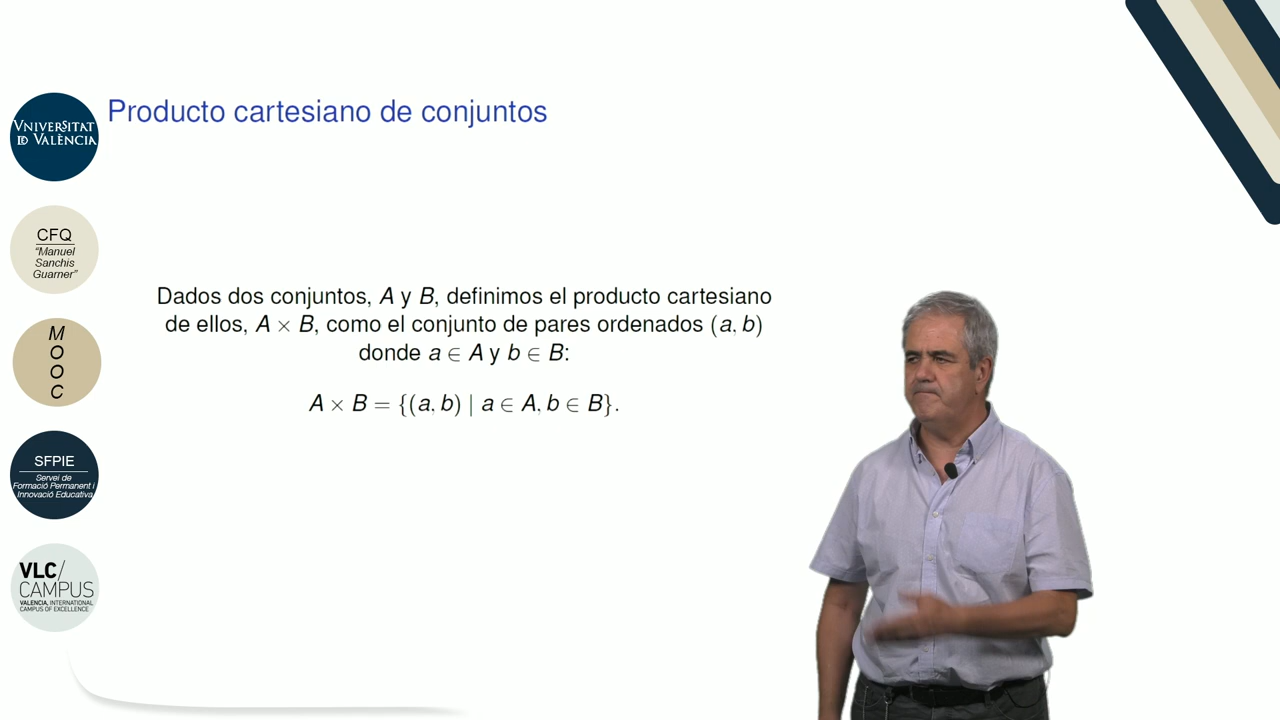 Producto cartesiano de conjuntos
VNIVERSITAT
ID VALÈNCIA
CFQ
“Manuel
Sanchis
Guarner”
M
O
O
C
SFPIE
Servei de
Formació Permanent i
Innovació Educativa
VLC/
CAMPUS
VALENCIA, INTERNATIONAL
CAMPUS OF EXCELLENCE
Dados dos conjuntos, A y B, definimos el producto cartesiano
de ellos, A × B, como el conjunto de pares ordenados (a, b)
donde a ∈ A y b ∈ B:
A × B = {(a, b) | a ∈ A, b ∈ B}.